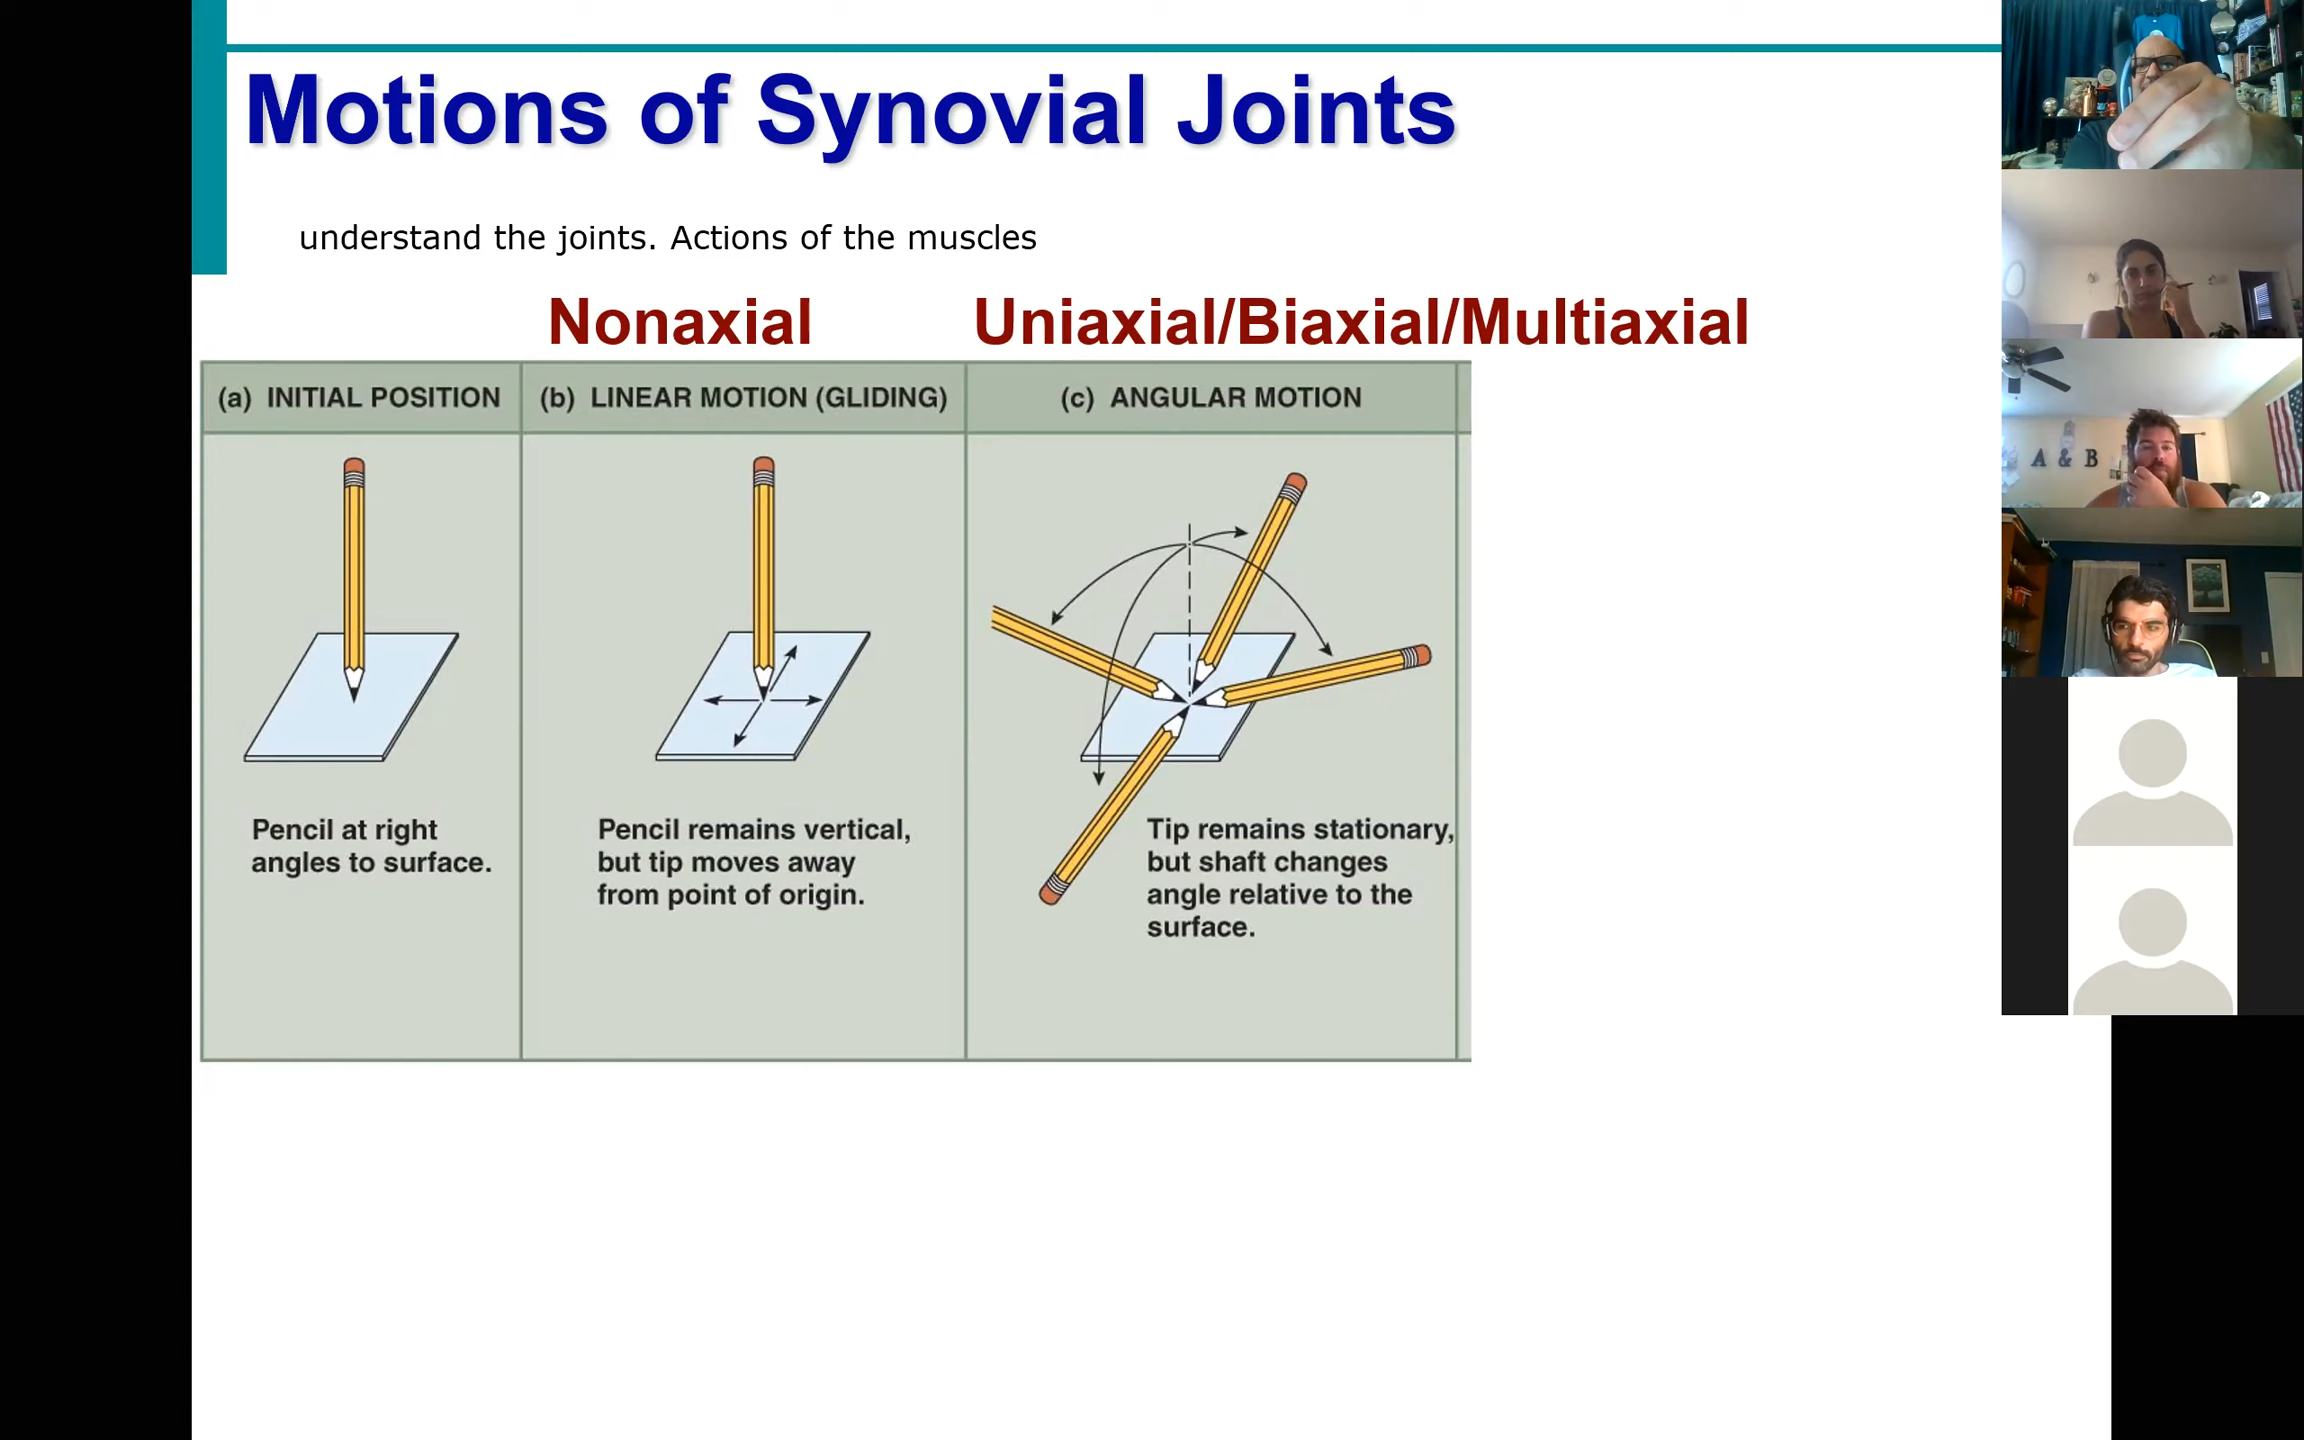 Motions of Synovial Joints
understand the joints. Actions of the muscles
Nonaxial
Uniaxial/Biaxial/Multiaxial
(a) INITIAL POSITION
(b) LINEAR MOTION (GLIDING)
(c) ANGULAR MOTION
Pencil at right
angles to surface.
Pencil remains vertical,
but tip moves away
from point of origin.
Tip remains stationary,
but shaft changes
angle relative to the
surface.
A & B